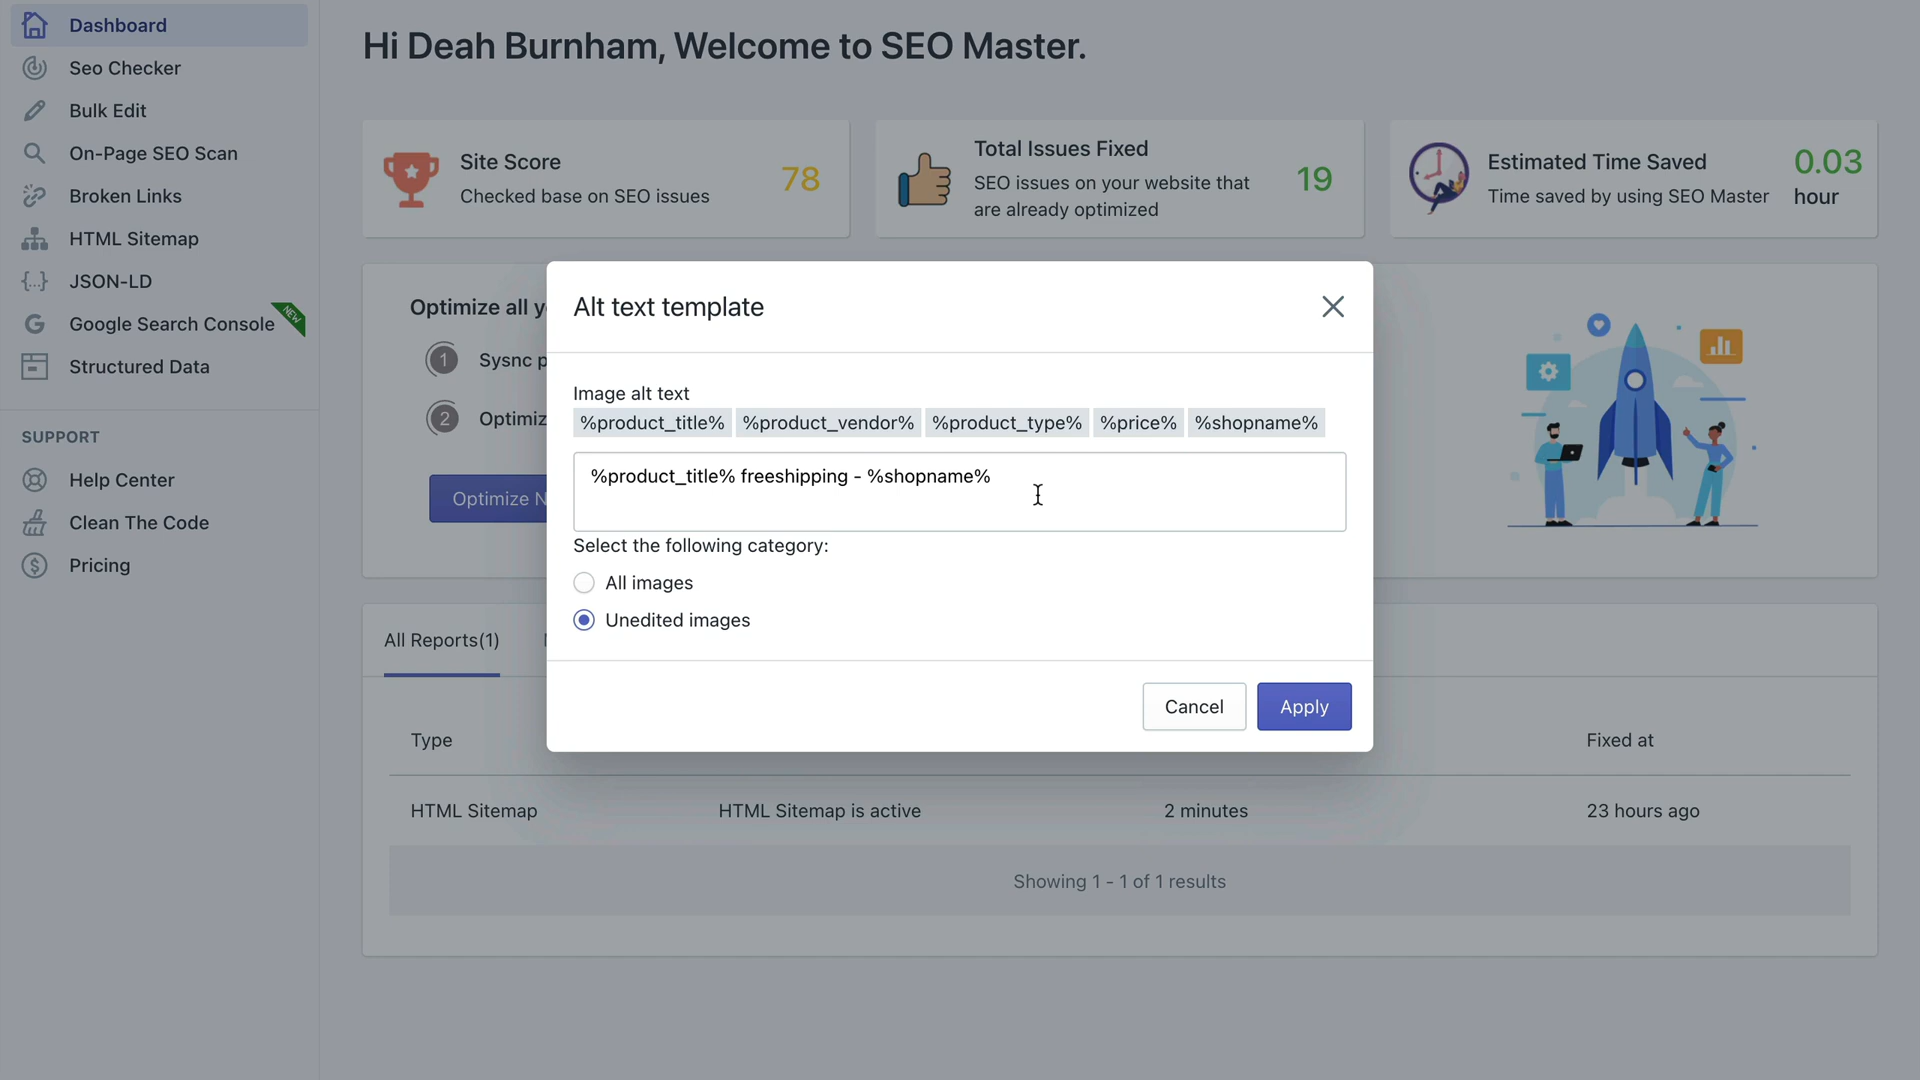 Dashboard
Seo Checker
Bulk Edit
On-Page SEO Scan
Broken Links
HTML Sitemap
JSON-LD
Google Search Console
NEW
Structured Data
SUPPORT
Help Center
Clean The Code
Pricing
Hi Deah Burnham, Welcome to SEO Master.
Site Score
Checked base on SEO issues
78
Total Issues Fixed
SEO issues on your website that
are already optimized
19
Estimated Time Saved
Time saved by using SEO Master
0.03
hour
Optimize all y
1
Sysnc p
2
Optimiz
Optimize N
Alt text template
Image alt text
%product_title% %product_vendor% %product_type% %price% %shopname%
%product_title% freeshipping - %shopname%
Select the following category:
All images
Unedited images
Cancel
Apply
All Reports(1)
Type
Fixed at
HTML Sitemap
HTML Sitemap is active
2 minutes
23 hours ago
Showing 1 - 1 of 1 results